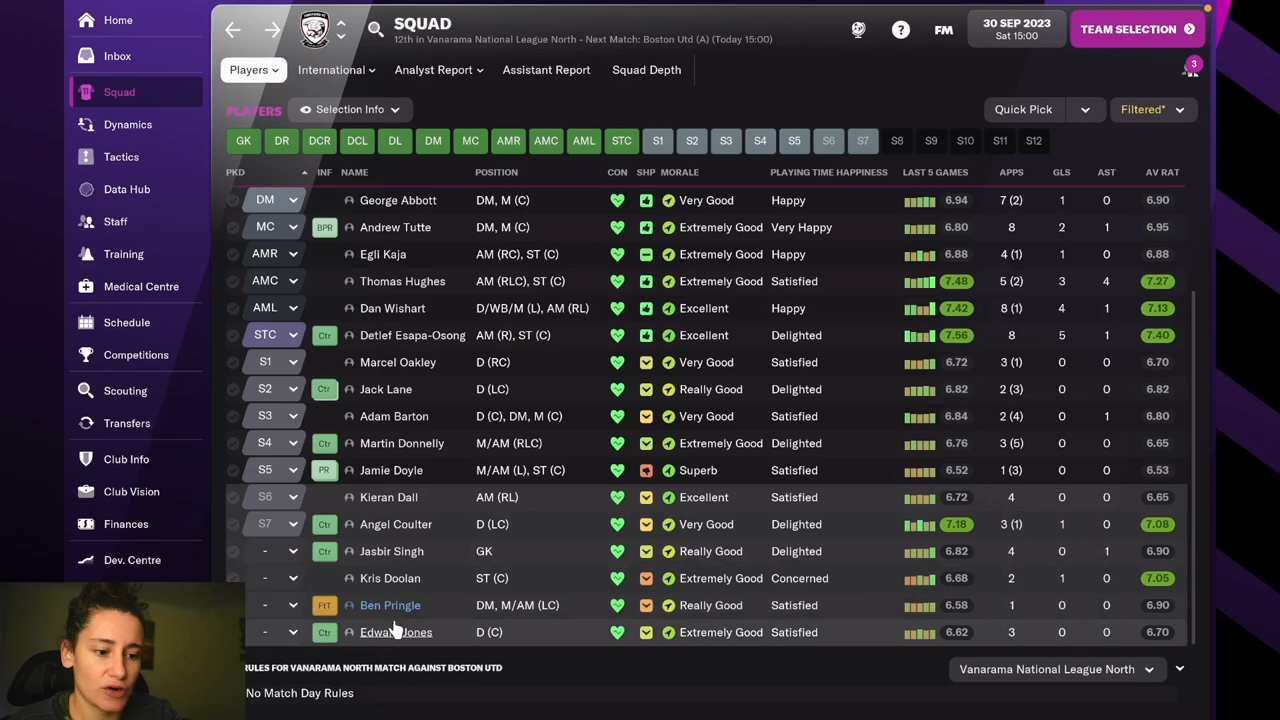 Home
Inbox
Squad
Dynamics
Tactics
Data Hub
Staff
Training
Medical Centre
Schedule
Competitions
Scouting
Transfers
Club Info
Club Vision
Finances
Dev. Centre
SQUAD
12th in Vanarama National League North - Next Match: Boston Utd (A) (Today 15:00)
?
FM
30 SEP 2023
Sat 15:00
TEAM SELECTION
Players International Analyst Report Assistant Report Squad Depth
3
PLAYERS Selection Info Quick Pick Filtered*
GK DR DCR DCL DL DM MC AMR AMC AML STC S1 S2 S3 S4 S5 S6 S7 S8 S9 S10 S11 S12
PKD INF NAME POSITION CON SHP MORALE PLAYING TIME HAPPINESS LAST 5 GAMES APPS GLS AST AV RAT
DM George Abbott DM, M (C) Very Good Happy 6.94 7 (2) 1 0 6.90
MC BPR Andrew Tutte DM, M (C) Extremely Good Very Happy 6.80 8 2 1 6.95
AMR Egli Kaja AM (RC), ST (C) Extremely Good Happy 6.88 4 (1) 1 0 6.88
AMC Thomas Hughes AM (RLC), ST (C) Extremely Good Satisfied 7.48 5 (2) 3 4 7.27
AML Dan Wishart D/WB/M (L), AM (RL) Excellent Happy 7.42 8 (1) 4 1 7.13
STC Ctr Detlef Esapa-Osong AM (R), ST (C) Excellent Delighted 7.56 8 5 1 7.40
S1 Marcel Oakley D (RC) Very Good Satisfied 6.72 3 (1) 0 0 6.70
S2 Ctr Jack Lane D (LC) Really Good Delighted 6.82 2 (3) 0 0 6.82
S3 Adam Barton D (C), DM, M (C) Very Good Satisfied 6.84 2 (4) 0 1 6.80
S4 Ctr Martin Donnelly M/AM (RLC) Really Good Delighted 6.76 3 (5) 0 0 6.65
S5 PR Jamie Doyle M/AM (L), ST (C) Superb Satisfied 6.52 1 (3) 0 0 6.53
S6 Kieran Dall AM (RL) Excellent Satisfied 6.72 4 0 0 6.65
S7 Ctr Angel Coulter D (LC) Very Good Delighted 7.18 3 (1) 1 0 7.08
- Ctr Jasbir Singh GK Really Good Delighted 6.82 4 0 1 6.90
- Kris Doolan ST (C) Extremely Good Concerned 6.68 2 1 0 7.05
- FtT Ben Pringle DM, M/AM (LC) Really Good Satisfied 6.58 1 0 0 6.90
- Ctr Jones D (C) Extremely Good Satisfied 6.62 3 0 0 6.70
RULES FOR VANARAMA NORTH MATCH AGAINST BOSTON UTD
Vanarama National League North
No Match Day Rules